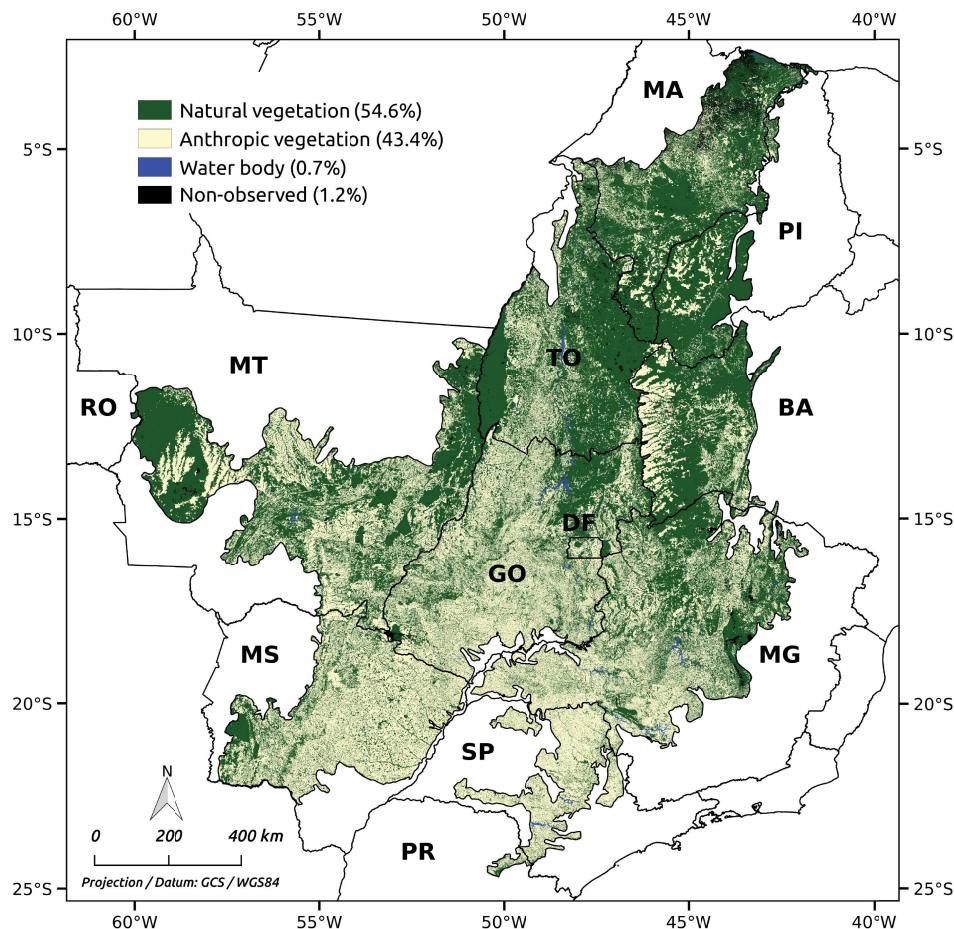 60°W 55°W 50°W 45°W 40°W
MA
Natural vegetation (54.6%)
Anthropic vegetation (43.4%)
5°S 5°S
Water body (0.7%)
Non-observed (1.2%)
PI
10°S 10°S
TO
MT
RO
BA
15°S 15°S
DF
GO
MS
MG
20°S 20°S
SP
N
0 200 400 km
PR
Projection / Datum: GCS / WGS84
25°S 25°S
60°W 55°W 50°W 45°W 40°W